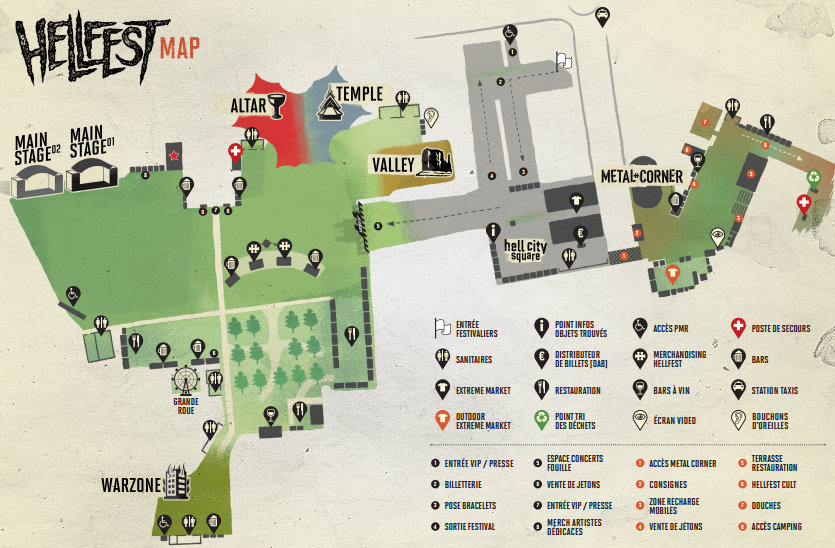 HELLFEST MAP
ALTAR
TEMPLE
MAIN STAGE02
MAIN STAGE01
VALLEY
METAL CORNER
hell city
square
GRANDE
ROUE
WARZONE
ENTRÉE
FESTIVALIERS
POINT INFOS
OBJETS TROUVÉS
ACCÈS PMR
POSTE DE SECOURS
SANITAIRES
DISTRIBUTEUR
DE BILLETS (DAB)
MERCHANDISING
HELLFEST
BARS
EXTREME MARKET
RESTAURATION
BARS À VIN
STATION TAXIS
OUTDOOR
EXTREME MARKET
POINT TRI
DES DÉCHETS
ÉCRAN VIDEO
BOUCHONS
D'OREILLES
1 ENTRÉE VIP / PRESSE
2 BILLETTERIE
3 POSE BRACELETS
4 SORTIE FESTIVAL
5 ESPACE CONCERTS
FOUILLE
6 VENTE DE JETONS
7 ENTRÉE VIP / PRESSE
8 MERCH ARTISTES
DÉDICACES
1 ACCÈS METAL CORNER
2 CONSIGNES
3 ZONE RECHARGE
MOBILES
4 VENTE DE JETONS
5 TERRASSE
RESTAURATION
6 HELLFEST CULT
7 DOUCHES
8 ACCÈS CAMPING